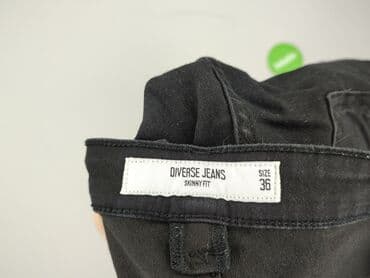 DIVERSE JEANS
SKINNY FIT
SIZE
36